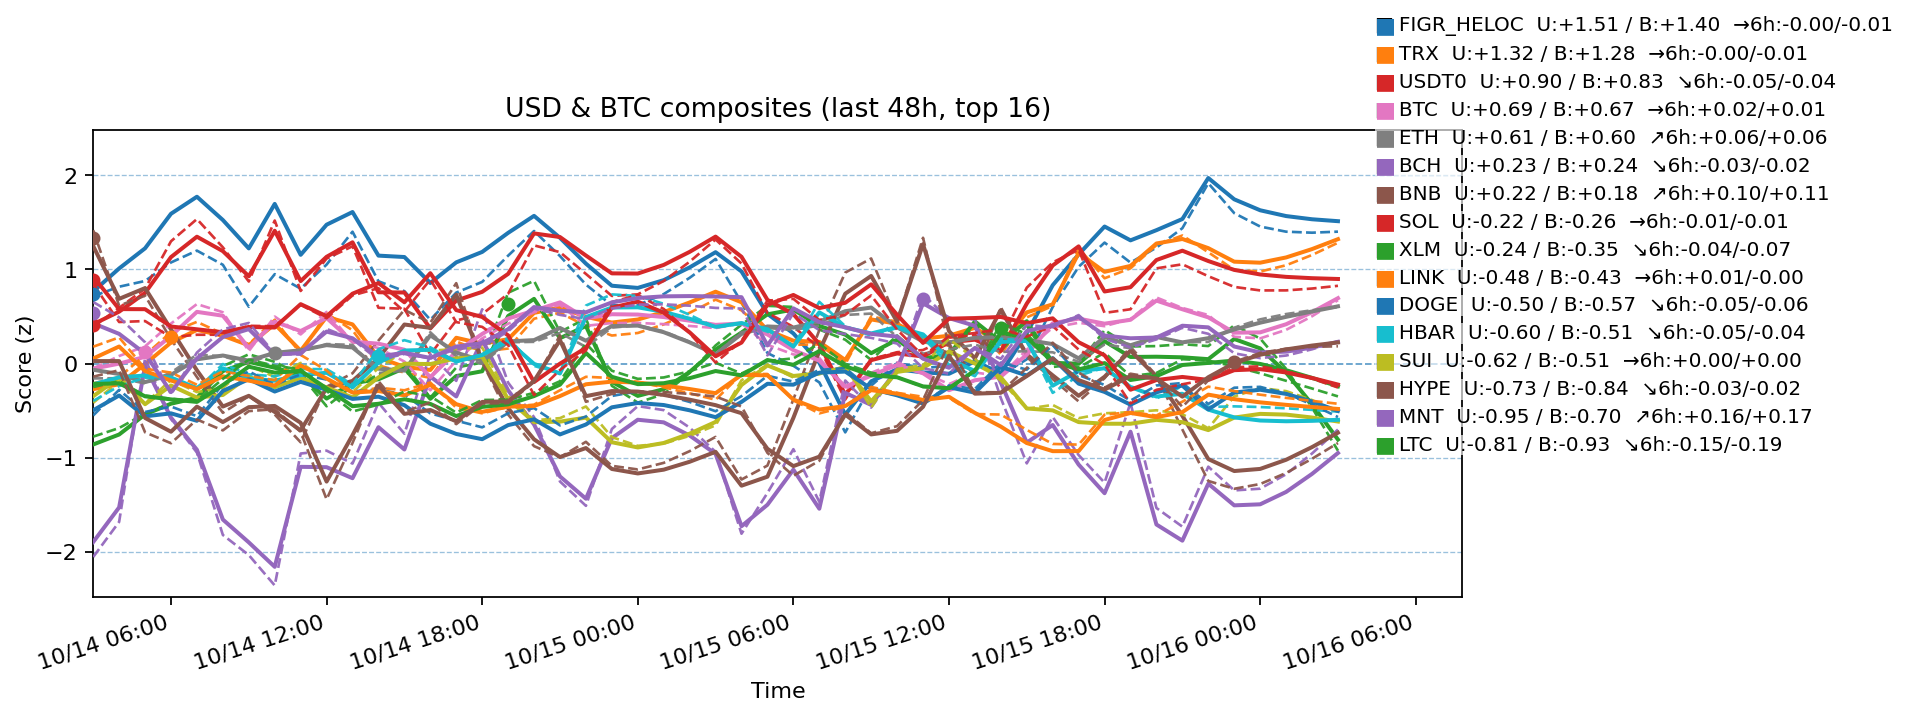 FIGR_HELOC U:+1.51 / B:+1.40 →6h:-0.00/-0.01
TRX U:+1.32 / B:+1.28 →6h:-0.00/-0.01
USDT0 U:+0.90 / B:+0.83 ↘6h:-0.05/-0.04
BTC U:+0.69 / B:+0.67 →6h:+0.02/+0.01
ETH U:+0.61 / B:+0.60 ↗6h:+0.06/+0.06
BCH U:+0.23 / B:+0.24 ↘6h:-0.03/-0.02
BNB U:+0.22 / B:+0.18 ↗6h:+0.10/+0.11
SOL U:-0.22 / B:-0.26 →6h:-0.01/-0.01
XLM U:-0.24 / B:-0.35 ↘6h:-0.04/-0.07
LINK U:-0.48 / B:-0.43 →6h:+0.01/-0.00
DOGE U:-0.50 / B:-0.57 ↘6h:-0.05/-0.06
HBAR U:-0.60 / B:-0.51 ↘6h:-0.05/-0.04
SUI U:-0.62 / B:-0.51 →6h:+0.00/+0.00
HYPE U:-0.73 / B:-0.84 ↘6h:-0.03/-0.02
MNT U:-0.95 / B:-0.70 ↗6h:+0.16/+0.17
LTC U:-0.81 / B:-0.93 ↘6h:-0.15/-0.19
USD & BTC composites (last 48h, top 16)
Score (z)
2
1
0
−1
−2
10/14 06:00
10/14 12:00
10/14 18:00
10/15 00:00
10/15 06:00
10/15 12:00
10/15 18:00
10/16 00:00
10/16 06:00
Time